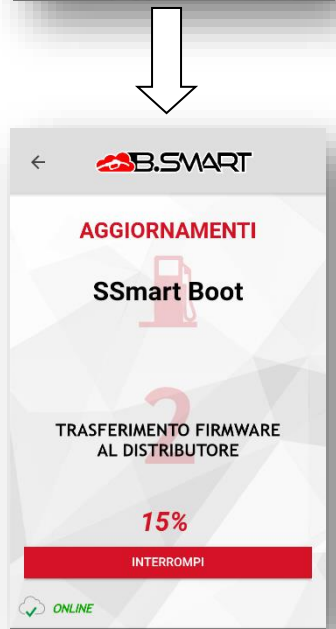 B.SMART
AGGIORNAMENTI
SSmart Boot
2
TRASFERIMENTO FIRMWARE
AL DISTRIBUTORE
15%
INTERROMPI
ONLINE